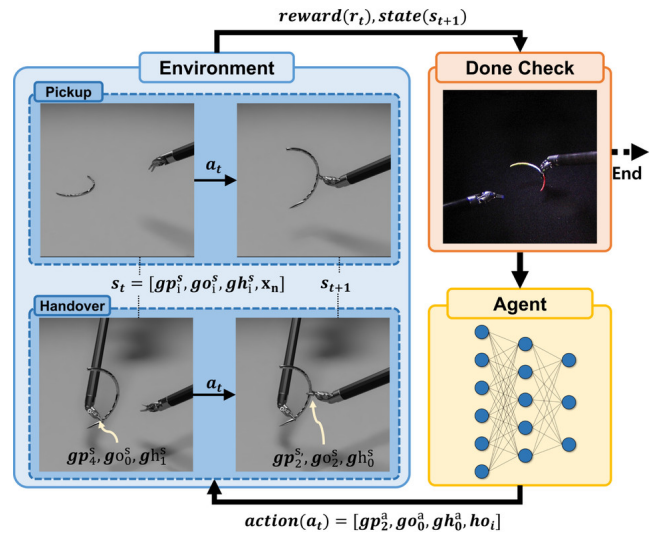 reward(r_t), state(s_{t+1})
Environment
Done Check
Pickup
a_t
End
s_t = [gp_i^s, go_i^s, gh_i^s, x_n]
s_{t+1}
Agent
Handover
a_t
gp_4^s, go_0^s, gh_1^s
gp_2^s, go_2^s, gh_0^s
action(a_t) = [gp_2^a, go_0^a, gh_0^a, ho_i]